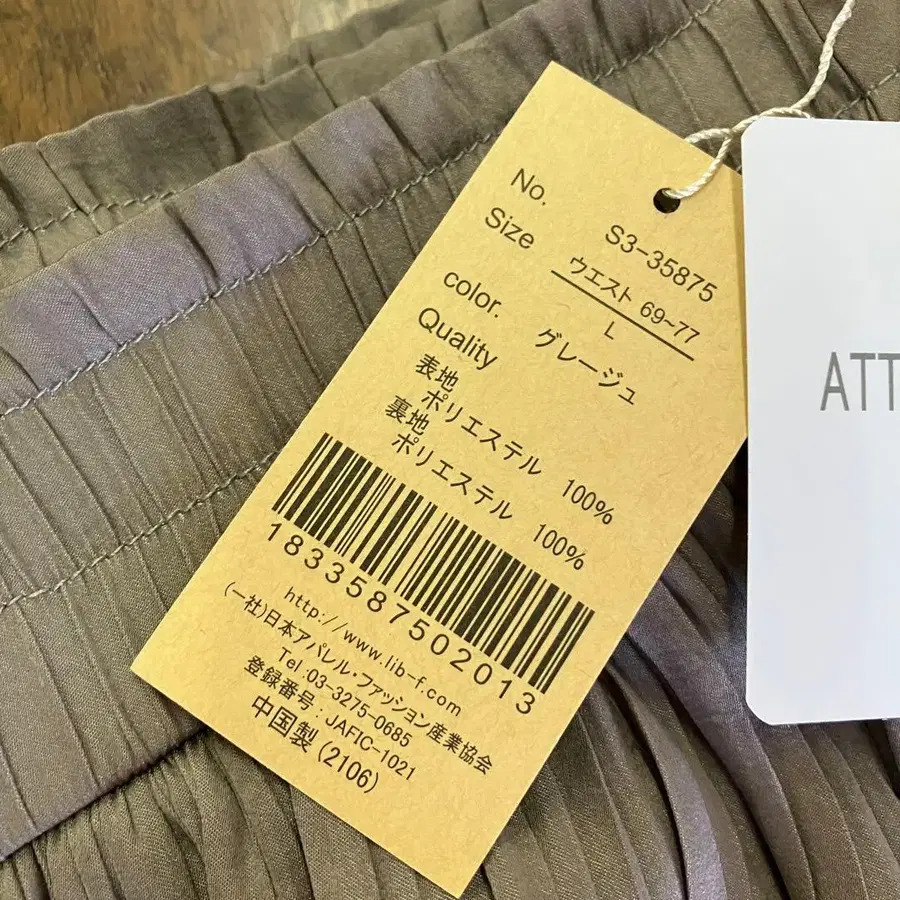 No. S3-35875
Size ウエスト 69~77
L
color. グレージュ
Quality
表地
ポリエステル 100%
裏地
ポリエステル 100%
1833587502013
http://www.lib-f.com
(一社)日本アパレル・ファッション産業協会
Tel:03-3275-0685
登録番号:JAFIC-1021
中国製(2106)
ATT